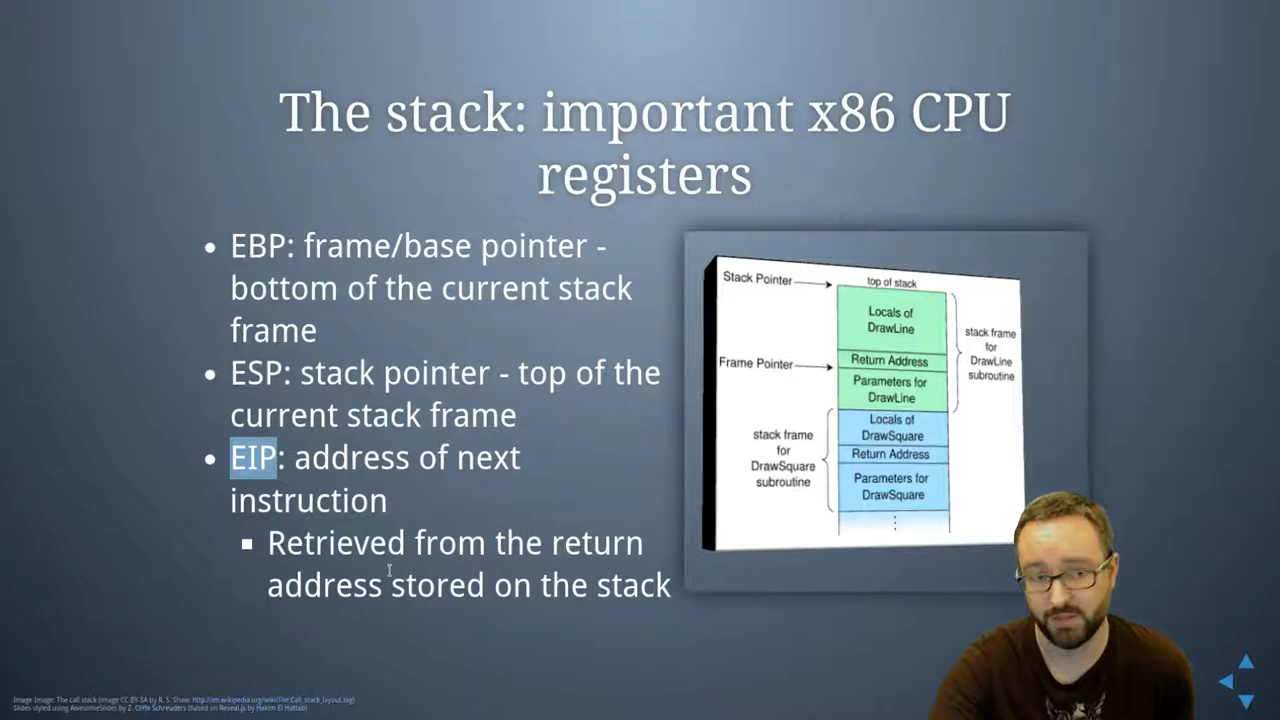 The stack: important x86 CPU
registers
• EBP: frame/base pointer -
bottom of the current stack
frame
• ESP: stack pointer - top of the
current stack frame
• EIP: address of next
instruction
▪ Retrieved from the return
address stored on the stack
Stack Pointer
top of stack
Locals of
DrawLine
stack frame
for
DrawLine
subroutine
Return Address
Frame Pointer
Parameters for
DrawLine
Locals of
DrawSquare
stack frame
for
DrawSquare
subroutine
Return Address
Parameters for
DrawSquare
Image Image: The call stack (image CC BY-SA by R. S. Shaw: http://en.wikipedia.org/wiki/File:Call_stack_layout.svg)
Slides styled using AwesomeSlides by Z. Cliffe Schreuders (based on Reveal.js by Hakim El Hattab)